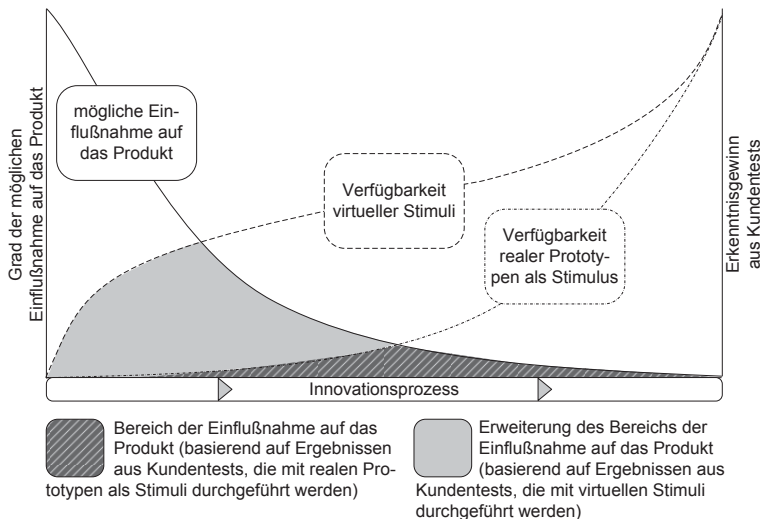 Grad der möglichen
Einflußnahme auf das Produkt
mögliche Ein-
flußnahme auf
das Produkt
Verfügbarkeit
virtueller Stimuli
Verfügbarkeit
realer Prototy-
pen als Stimulus
Erkenntnisgewinn
aus Kundentests
Innovationsprozess
Bereich der Einflußnahme auf das
Produkt (basierend auf Ergebnissen
aus Kundentests, die mit realen Pro-
totypen als Stimuli durchgeführt werden)
Erweiterung des Bereichs der
Einflußnahme auf das Produkt
(basierend auf Ergebnissen aus
Kundentests, die mit virtuellen Stimuli
durchgeführt werden)